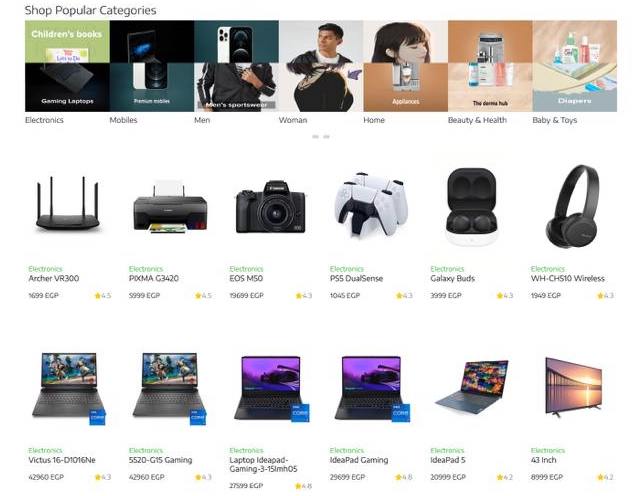 Shop Popular Categories
Children's books
Gaming Laptops
Premium mobiles
Men's sportswear
Appliances
The derma hub
Diapers
Electronics
Mobiles
Men
Woman
Home
Beauty & Health
Baby & Toys
Electronics
Archer VR300
1699 EGP
4.5
Electronics
PIXMA G3420
5999 EGP
4.5
Electronics
EOS M50
19699 EGP
4.3
Electronics
PS5 DualSense
1045 EGP
4.3
Electronics
Galaxy Buds
3999 EGP
4.3
Electronics
WH-CH510 Wireless
1949 EGP
4.3
Electronics
Victus 16-D1016Ne
42960 EGP
4.3
Electronics
5520-G15 Gaming
42960 EGP
4.3
Electronics
Laptop Ideapad-
Gaming-3-15Imh05
27599 EGP
4.8
Electronics
IdeaPad Gaming
29699 EGP
4.8
Electronics
IdeaPad 5
20999 EGP
4.2
Electronics
43 Inch
8999 EGP
4.2